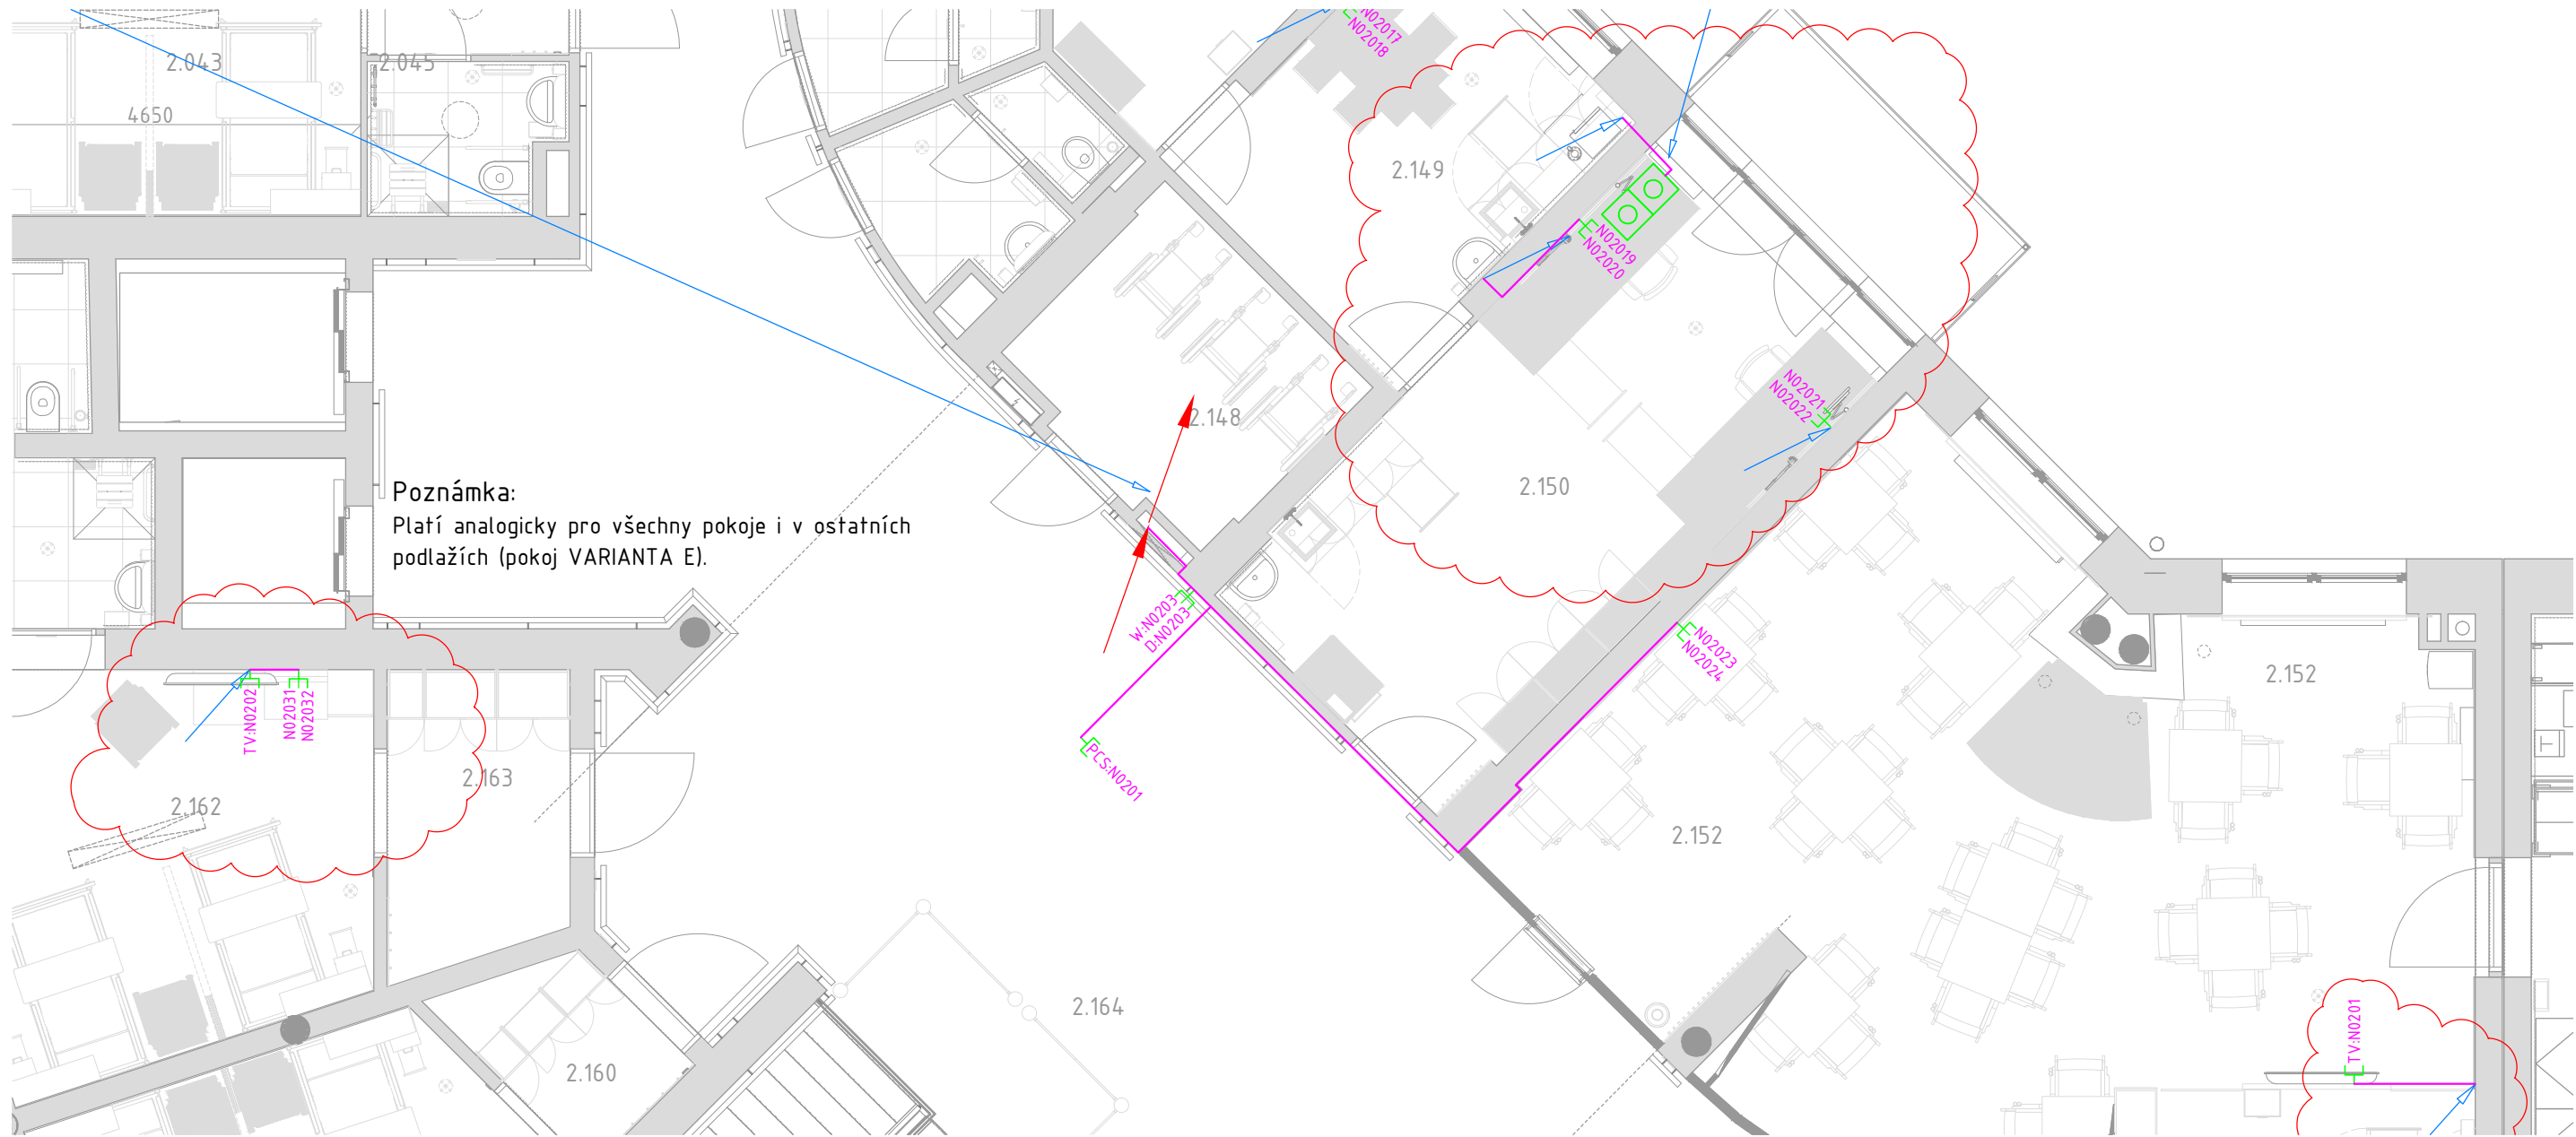 2.043
2.045
4650
N02017
N02018
2.149
N02019
N02020
2.148
N02021
N02022
2.150
Poznámka:
Platí analogicky pro všechny pokoje i v ostatních
podlažích (pokoj VARIANTA E).
W:N0203
D:N0203
N02023
N02024
2.152
TV:N0202
N02031
N02032
2.163
PCS:N0201
2.162
2.152
2.164
TV:N0201
2.160